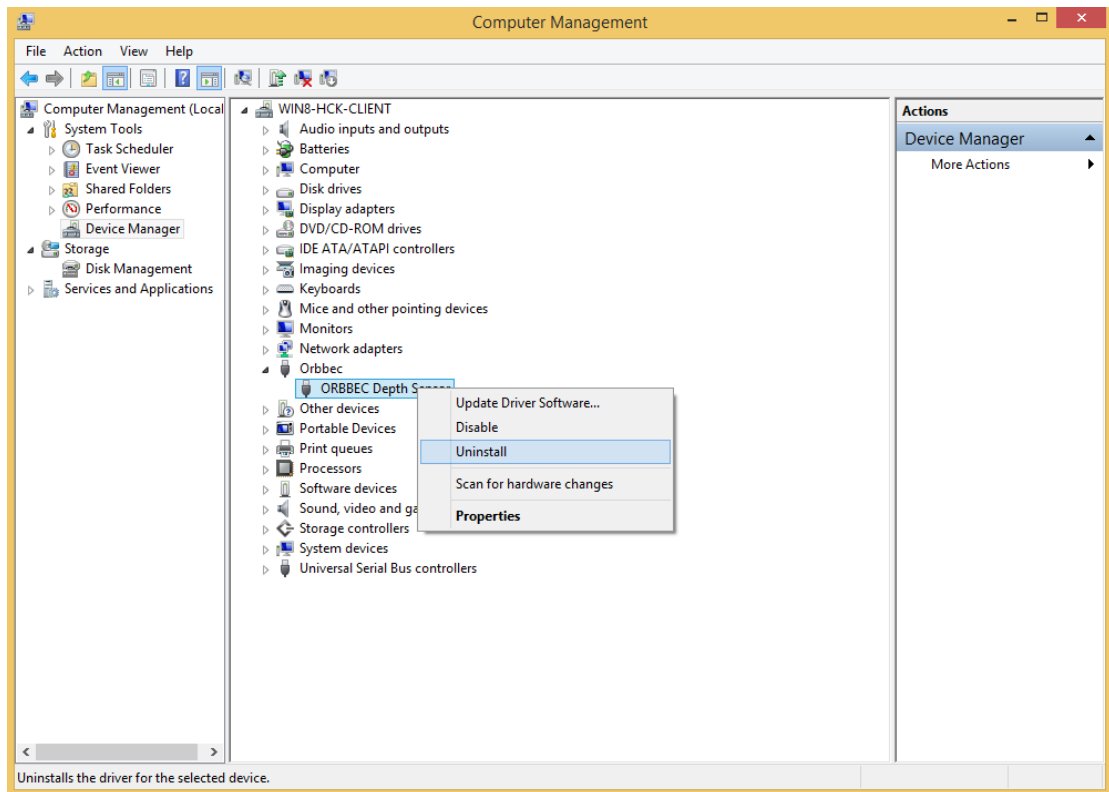 Computer Management
File Action View Help
Computer Management (Local
System Tools
Task Scheduler
Event Viewer
Shared Folders
Performance
Device Manager
Storage
Disk Management
Services and Applications
WIN8-HCK-CLIENT
Audio inputs and outputs
Batteries
Computer
Disk drives
Display adapters
DVD/CD-ROM drives
IDE ATA/ATAPI controllers
Imaging devices
Keyboards
Mice and other pointing devices
Monitors
Network adapters
Orbbec
ORBBEC Depth Sensor
Other devices
Portable Devices
Print queues
Processors
Software devices
Sound, video and ga
Storage controllers
System devices
Universal Serial Bus controllers
Update Driver Software...
Disable
Uninstall
Scan for hardware changes
Properties
Actions
Device Manager
More Actions
Uninstalls the driver for the selected device.